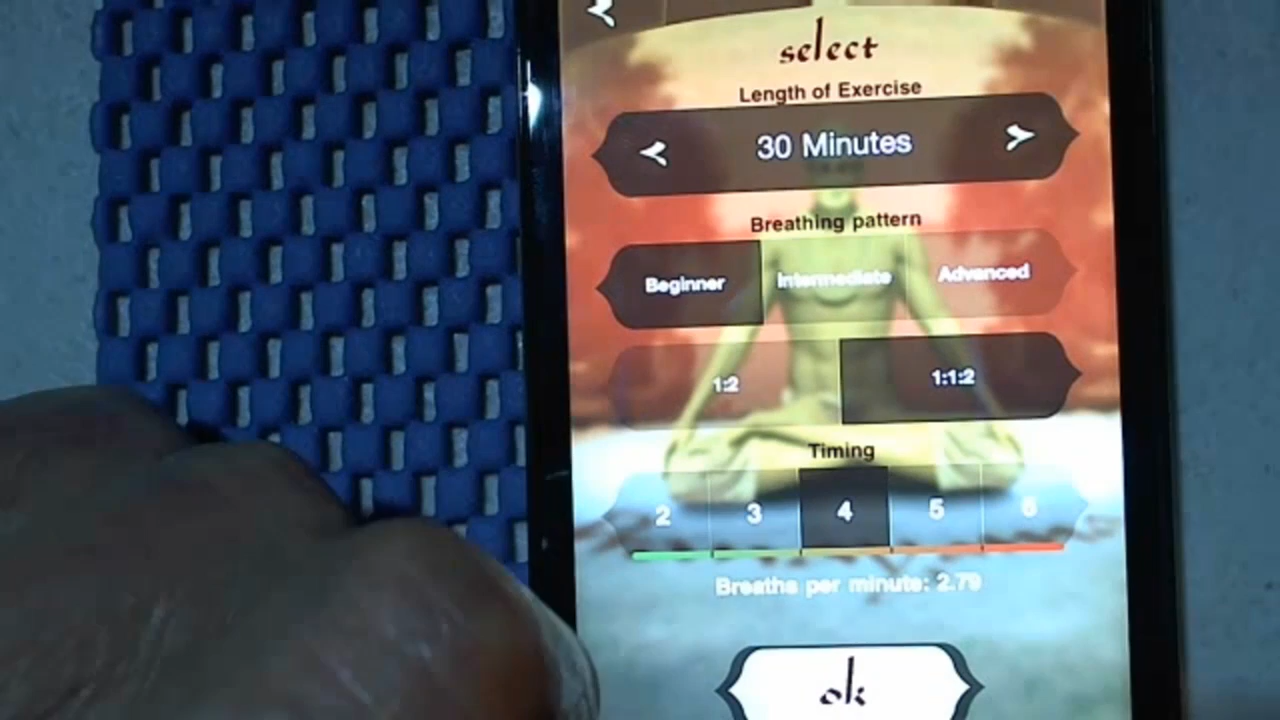 select
Length of Exercise
30 Minutes
Breathing pattern
Beginner Intermediate Advanced
1:2 1:1:2
Timing
2 3 4 5 6
Breaths per minute: 2.79
ok